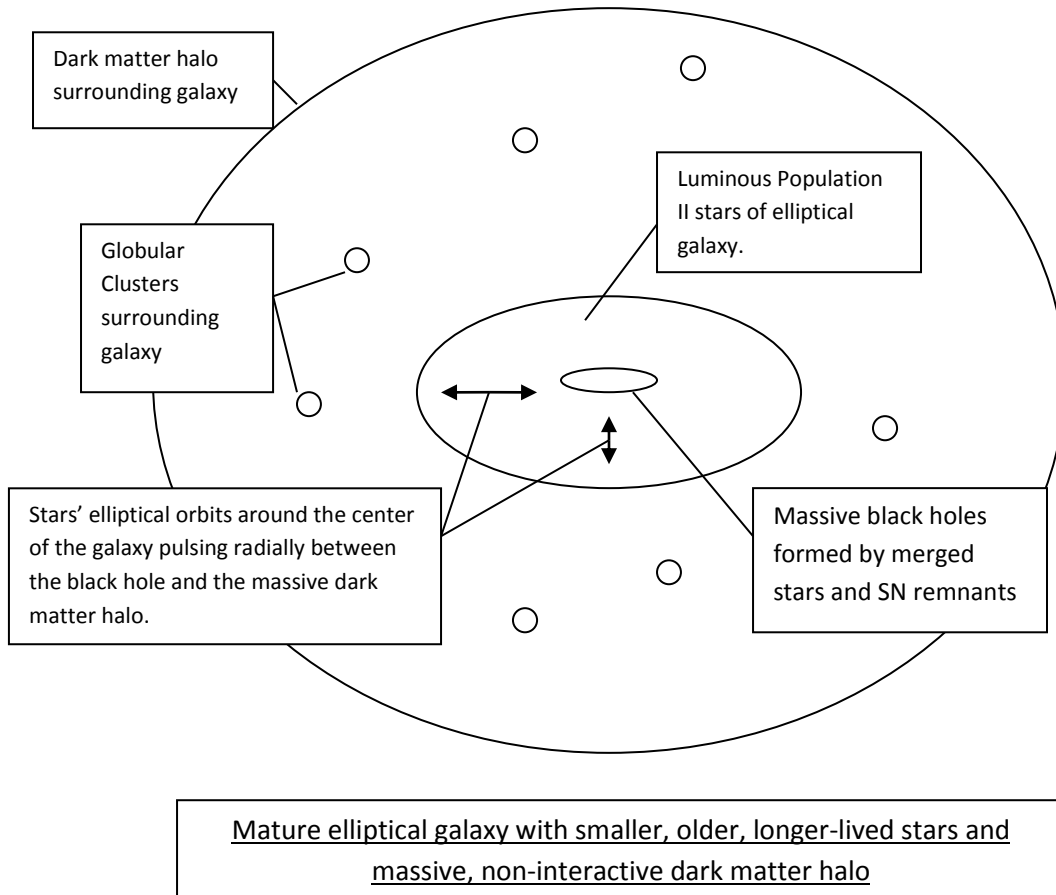 Dark matter halo
surrounding galaxy
Luminous Population
II stars of elliptical
galaxy.
Globular
Clusters
surrounding
galaxy
Stars’ elliptical orbits around the center
of the galaxy pulsing radially between
the black hole and the massive dark
matter halo.
Massive black holes
formed by merged
stars and SN remnants
Mature elliptical galaxy with smaller, older, longer-lived stars and
massive, non-interactive dark matter halo